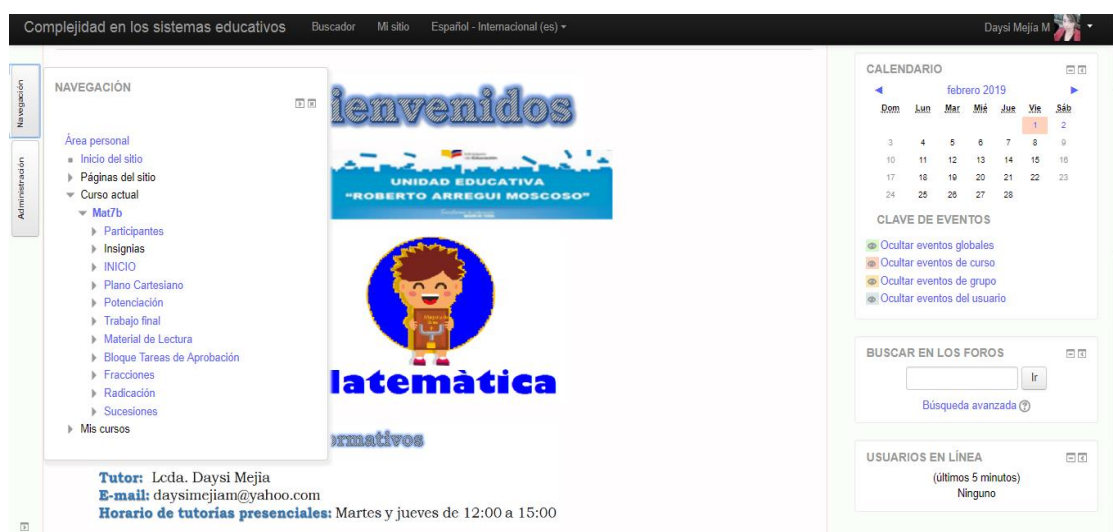 Complejidad en los sistemas educativos Buscador Mi sitio Español - Internacional (es) Daysi Mejía M
Navegación
Administración
NAVEGACIÓN
Área personal
Inicio del sitio
Páginas del sitio
Curso actual
Mat7b
Participantes
Insignias
INICIO
Plano Cartesiano
Potenciación
Trabajo final
Material de Lectura
Bloque Tareas de Aprobación
Fracciones
Radicación
Sucesiones
Mis cursos
ienvenidos
UNIDAD EDUCATIVA
"ROBERTO ARREGUI MOSCOSO"
latemàtica
ormativos
Tutor: Lcda. Daysi Mejia
E-mail: daysimejiam@yahoo.com
Horario de tutorías presenciales: Martes y jueves de 12:00 a 15:00
CALENDARIO
febrero 2019
Dom Lun Mar Mié Jue Vie Sáb
1 2
3 4 5 6 7 8 9
10 11 12 13 14 15 16
17 18 19 20 21 22 23
24 25 26 27 28
CLAVE DE EVENTOS
Ocultar eventos globales
Ocultar eventos de curso
Ocultar eventos de grupo
Ocultar eventos del usuario
BUSCAR EN LOS FOROS
Ir
Búsqueda avanzada
USUARIOS EN LÍNEA
(últimos 5 minutos)
Ninguno